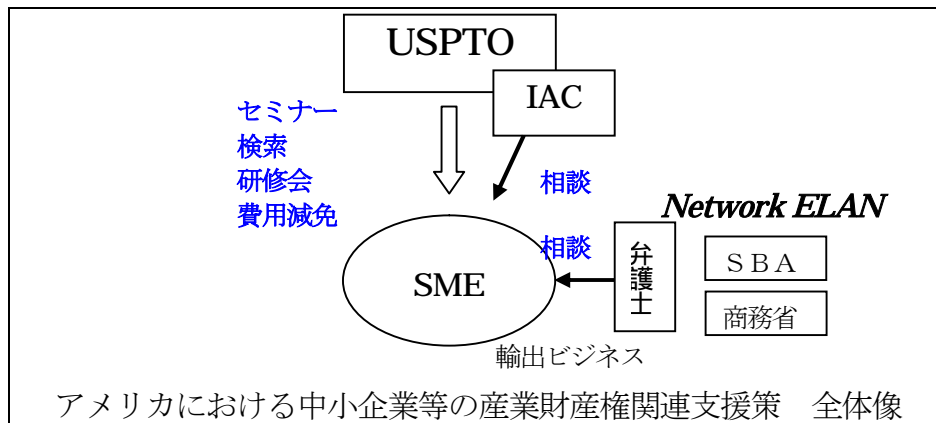 USPTO
IAC
セミナー
検索
研修会
費用減免
相談
Network ELAN
相談
弁護士
ＳＢＡ
SME
商務省
輸出ビジネス
アメリカにおける中小企業等の産業財産権関連支援策　全体像